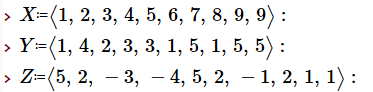 > X:=⟨1, 2, 3, 4, 5, 6, 7, 8, 9, 9⟩ :
> Y:=⟨1, 4, 2, 3, 3, 1, 5, 1, 5, 5⟩ :
> Z:=⟨5, 2, −3, −4, 5, 2, −1, 2, 1, 1⟩ :